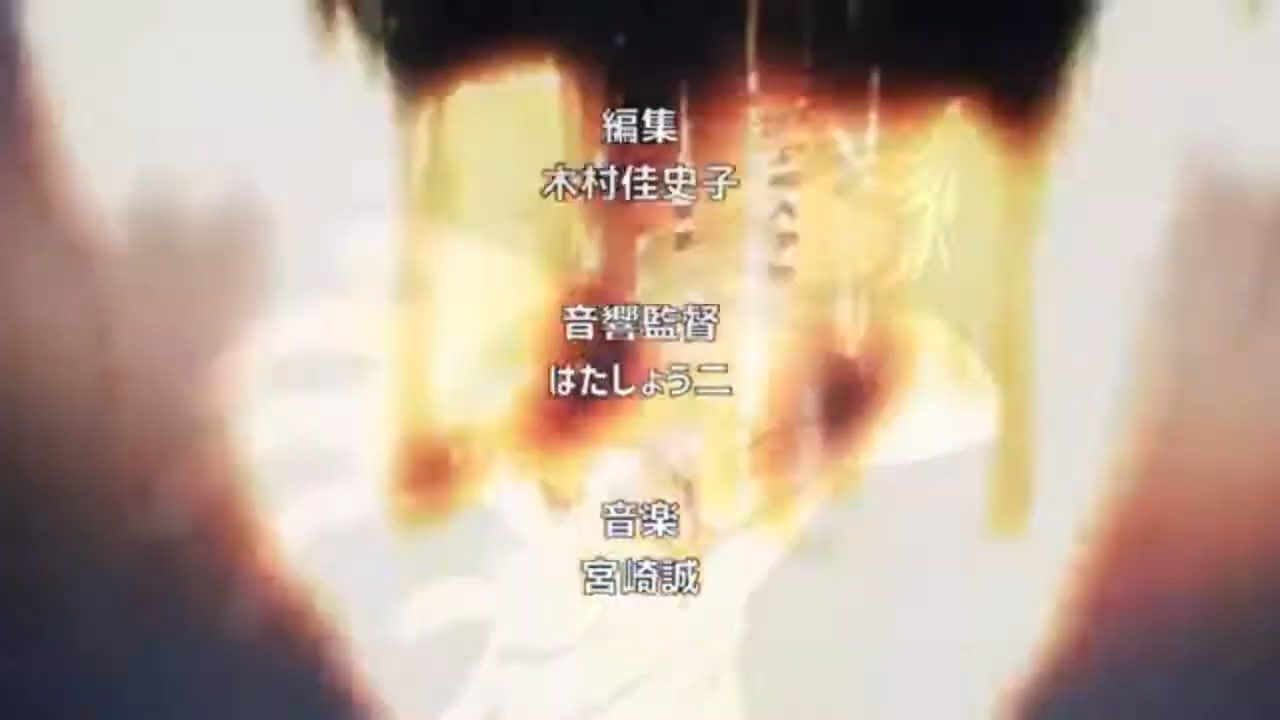 編集
木村佳史子
音響監督
はたしょう二
音楽
宮崎誠